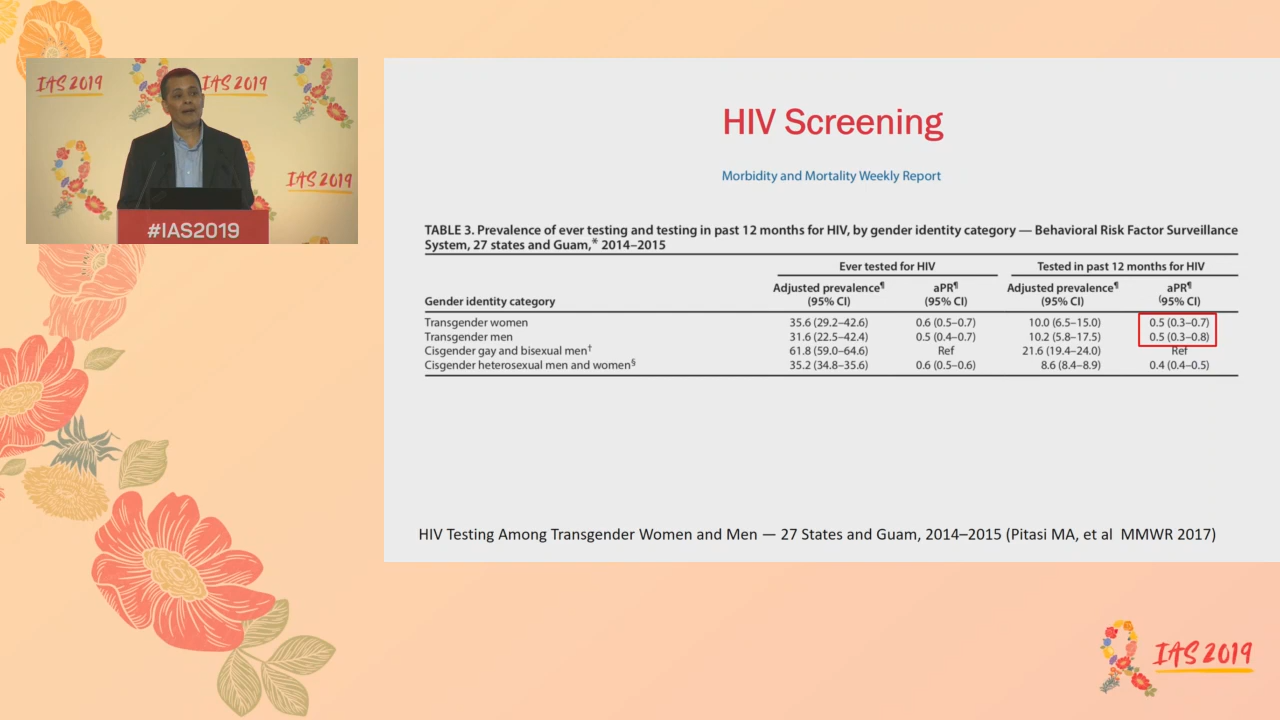 IAS 2019
IAS 2019
IAS 2019
#IAS2019
HIV Screening
Morbidity and Mortality Weekly Report
TABLE 3. Prevalence of ever testing and testing in past 12 months for HIV, by gender identity category — Behavioral Risk Factor Surveillance
System, 27 states and Guam,* 2014–2015
Ever tested for HIV Tested in past 12 months for HIV
Adjusted prevalence¶ aPR¶ Adjusted prevalence¶ aPR¶
Gender identity category (95% CI) (95% CI) (95% CI) (95% CI)
Transgender women 35.6 (29.2–42.6) 0.6 (0.5–0.7) 10.0 (6.5–15.0) 0.5 (0.3–0.7)
Transgender men 31.6 (22.5–42.4) 0.5 (0.4–0.7) 10.2 (5.8–17.5) 0.5 (0.3–0.8)
Cisgender gay and bisexual men† 61.8 (59.0–64.6) Ref 21.6 (19.4–24.0) Ref
Cisgender heterosexual men and women§ 35.2 (34.8–35.6) 0.6 (0.5–0.6) 8.6 (8.4–8.9) 0.4 (0.4–0.5)
HIV Testing Among Transgender Women and Men — 27 States and Guam, 2014–2015 (Pitasi MA, et al  MMWR 2017)
IAS 2019